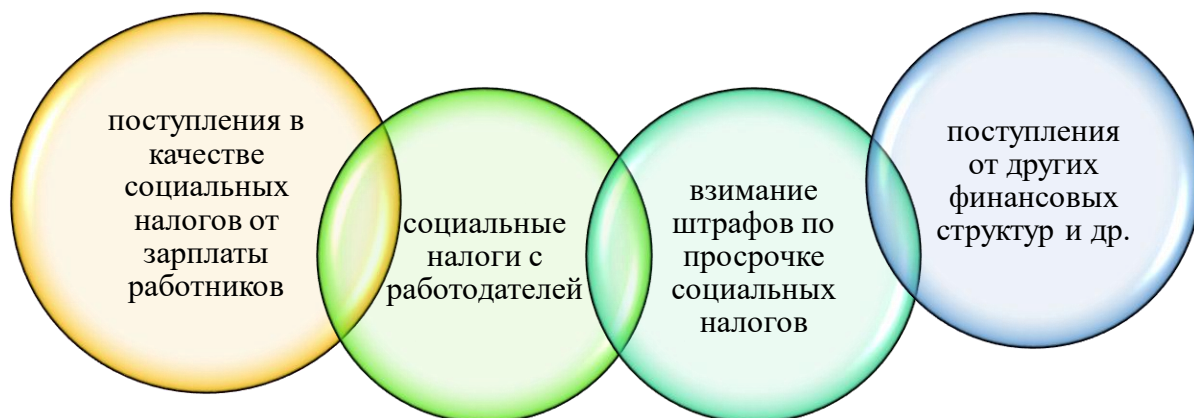 поступления в
качестве
социальных
налогов от
зарплаты
работников
социальные
налоги с
работодателей
взимание
штрафов по
просрочке
социальных
налогов
поступления
от других
финансовых
структур и др.